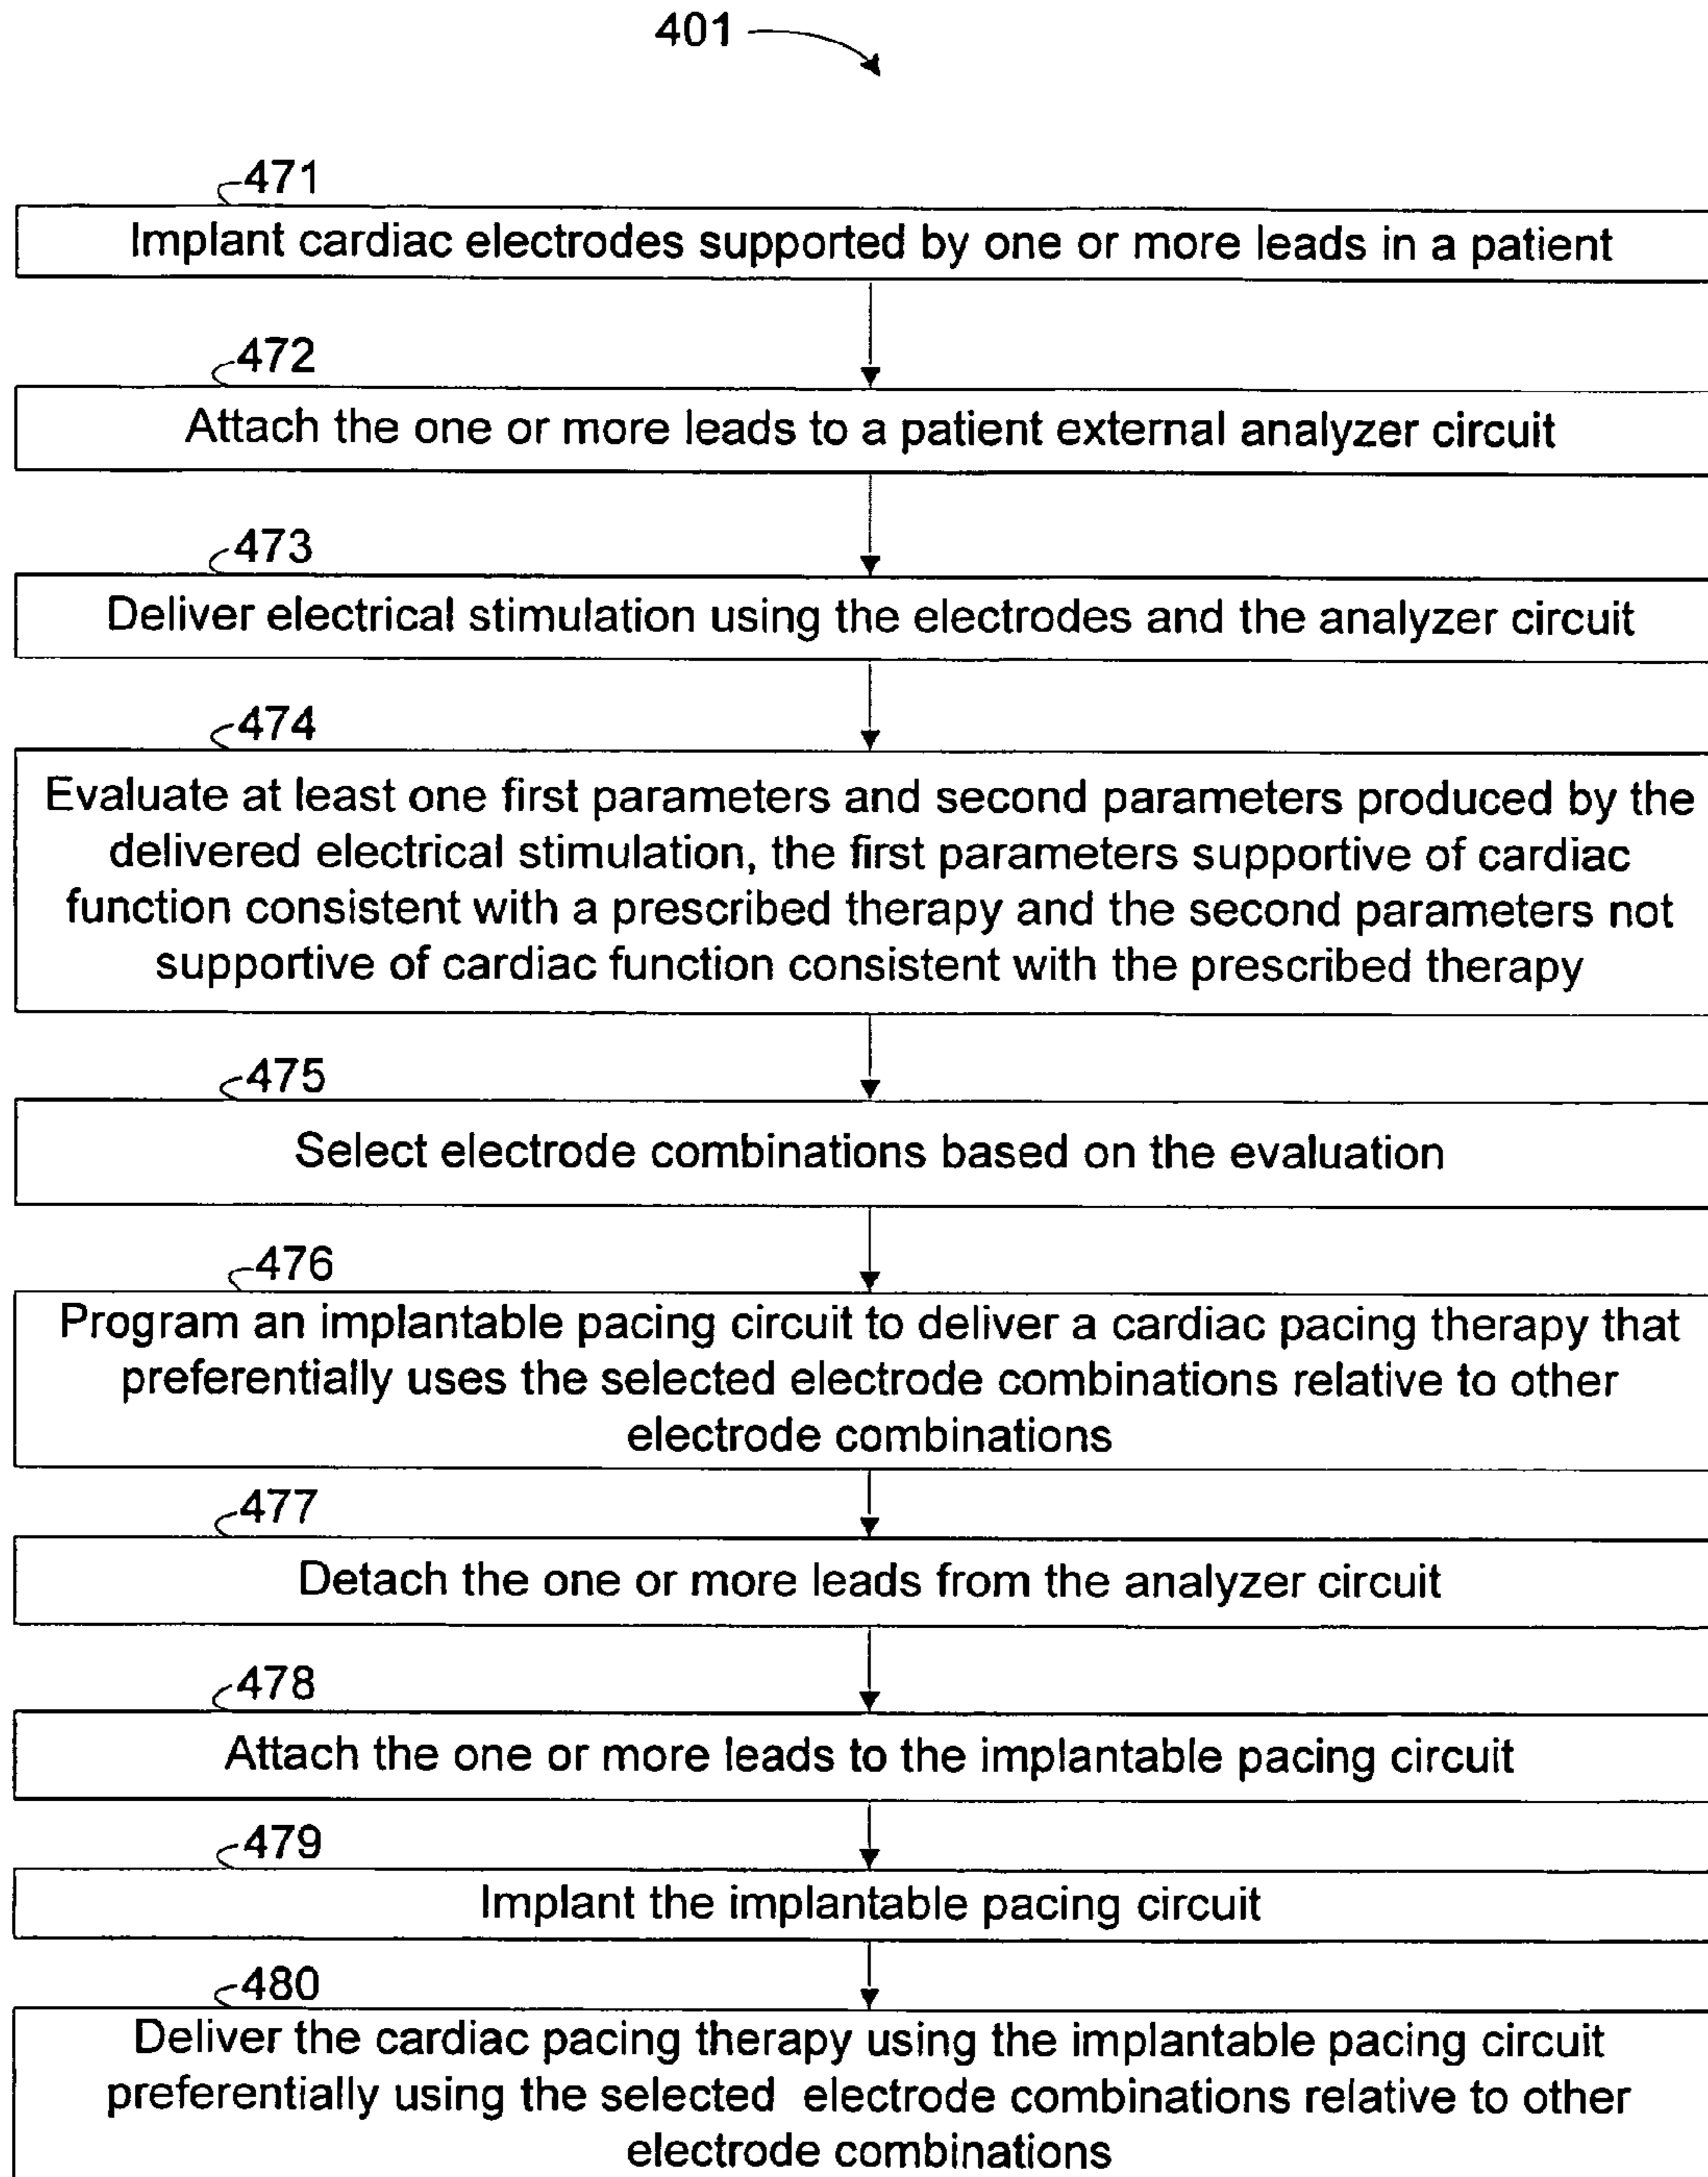 401
471
Implant cardiac electrodes supported by one or more leads in a patient
472
Attach the one or more leads to a patient external analyzer circuit
473
Deliver electrical stimulation using the electrodes and the analyzer circuit
474
Evaluate at least one first parameters and second parameters produced by the
delivered electrical stimulation, the first parameters supportive of cardiac
function consistent with a prescribed therapy and the second parameters not
supportive of cardiac function consistent with the prescribed therapy
475
Select electrode combinations based on the evaluation
476
Program an implantable pacing circuit to deliver a cardiac pacing therapy that
preferentially uses the selected electrode combinations relative to other
electrode combinations
477
Detach the one or more leads from the analyzer circuit
478
Attach the one or more leads to the implantable pacing circuit
479
Implant the implantable pacing circuit
480
Deliver the cardiac pacing therapy using the implantable pacing circuit
preferentially using the selected electrode combinations relative to other
electrode combinations